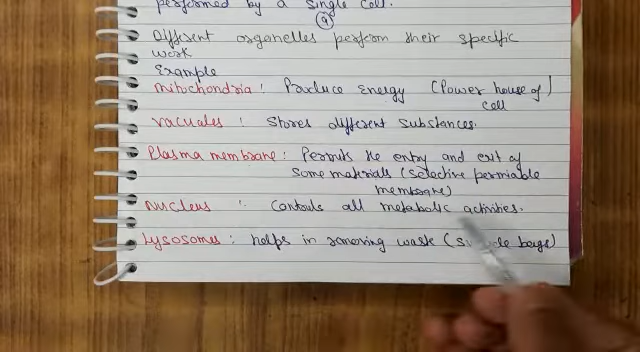 performed by a single cell.
9
Different organelles perform their specific
work
Example
Mitochondria : Produce Energy (Power house of
cell)
Vacuoles : Stores different substances.
Plasma membrane : Permits the entry and exit of
some materials (selective permiable
membrane)
Nucleus : Controls all metabolic activities.
Lysosomes : helps in removing waste ( bags)